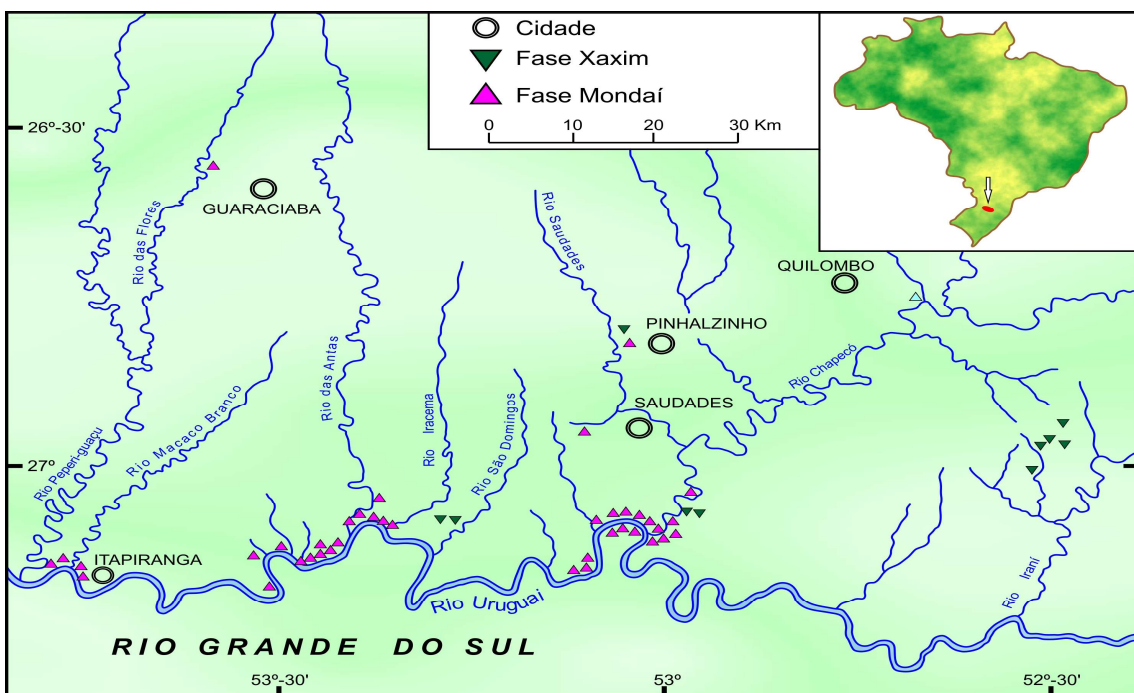 Cidade
Fase Xaxim
Fase Mondaí
0 10 20 30 Km
26º-30'
GUARACIABA
Rio das Flores
Rio Saudades
QUILOMBO
PINHALZINHO
Rio Chapecó
Rio das Antas
SAUDADES
Rio Macaco Branco
Rio Iracema
Rio São Domingos
27º
Rio Peperi-guaçu
ITAPIRANGA
Rio Uruguai
Rio Iraní
RIO GRANDE DO SUL
53º-30'
53º
52º-30'